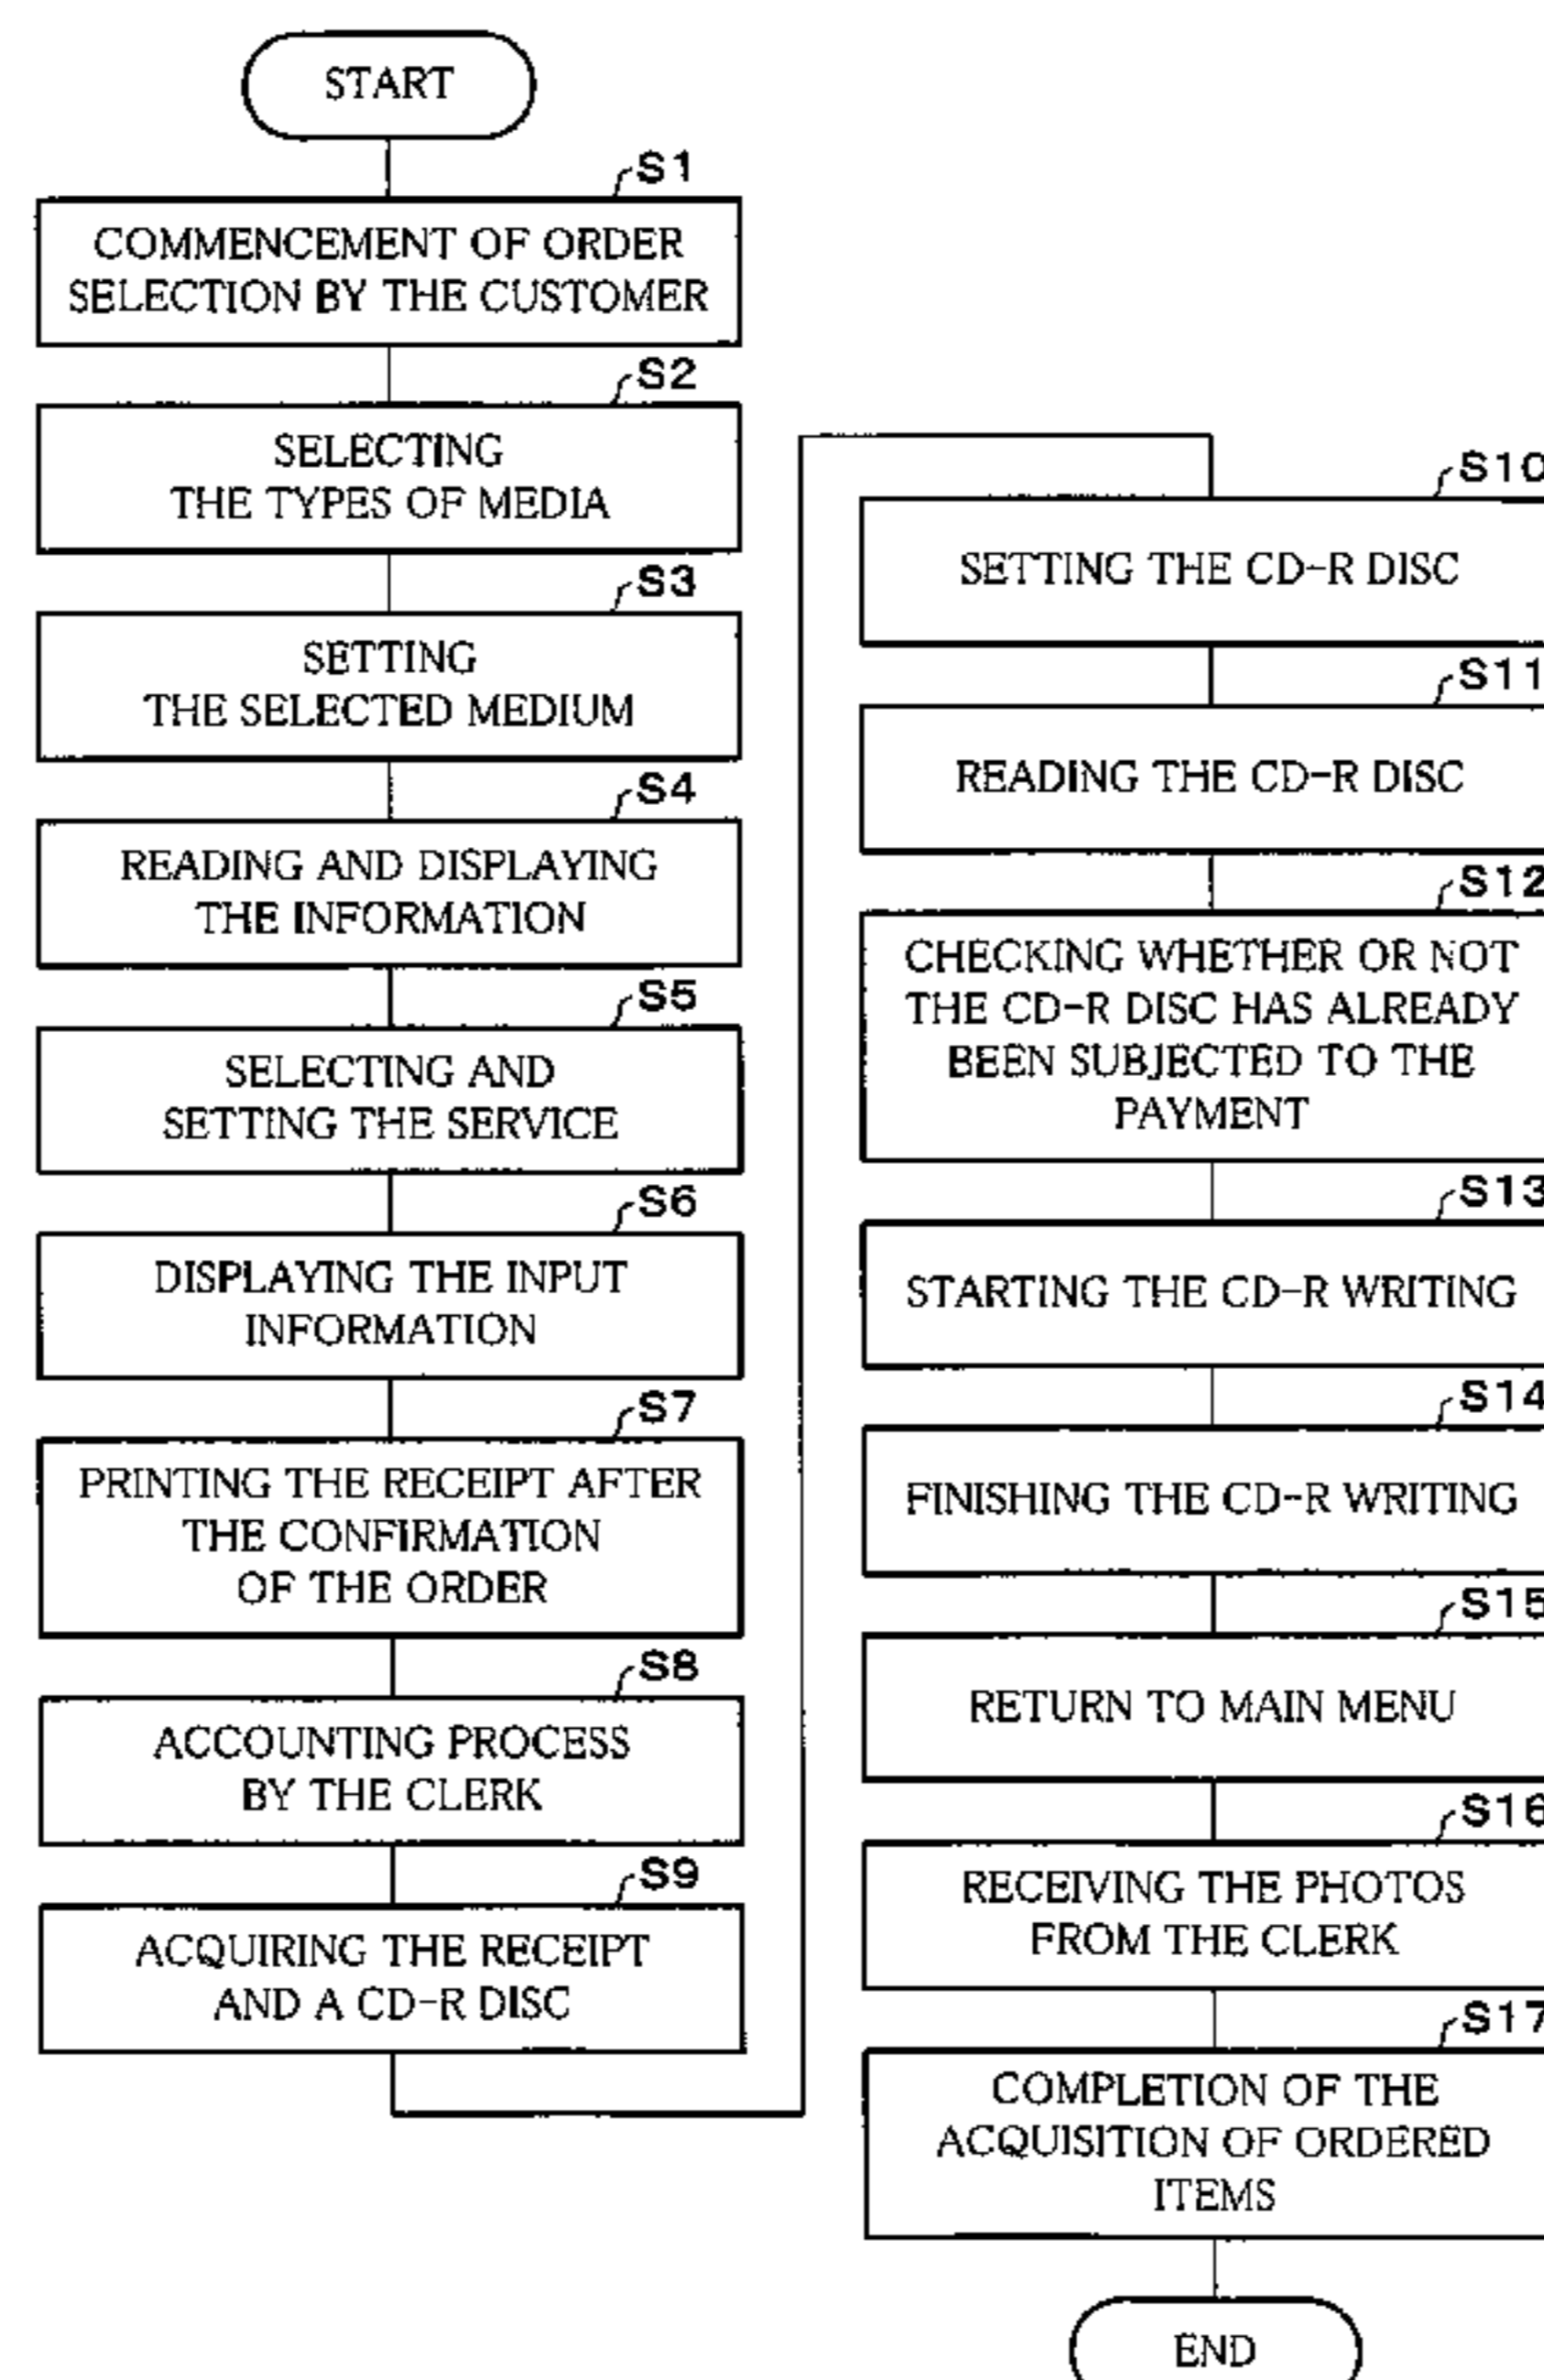 START
S1
COMMENCEMENT OF ORDER
SELECTION BY THE CUSTOMER
S2
SELECTING
THE TYPES OF MEDIA
S3
SETTING
THE SELECTED MEDIUM
S4
READING AND DISPLAYING
THE INFORMATION
S5
SELECTING AND
SETTING THE SERVICE
S6
DISPLAYING THE INPUT
INFORMATION
S7
PRINTING THE RECEIPT AFTER
THE CONFIRMATION
OF THE ORDER
S8
ACCOUNTING PROCESS
BY THE CLERK
S9
ACQUIRING THE RECEIPT
AND A CD-R DISC
S10
SETTING THE CD-R DISC
S11
READING THE CD-R DISC
S12
CHECKING WHETHER OR NOT
THE CD-R DISC HAS ALREADY
BEEN SUBJECTED TO THE
PAYMENT
S13
STARTING THE CD-R WRITING
S14
FINISHING THE CD-R WRITING
S15
RETURN TO MAIN MENU
S16
RECEIVING THE PHOTOS
FROM THE CLERK
S17
COMPLETION OF THE
ACQUISITION OF ORDERED
ITEMS
END